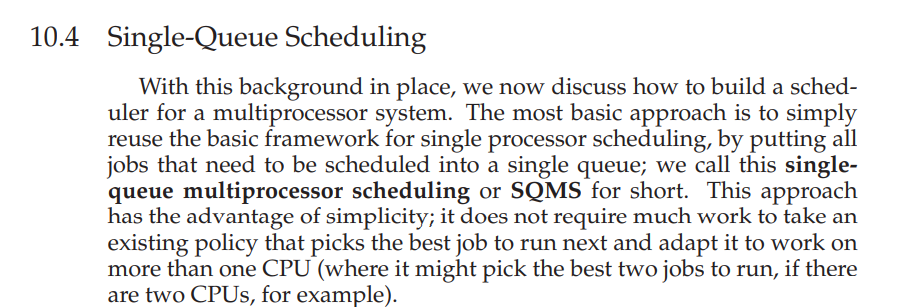 10.4 Single-Queue Scheduling
With this background in place, we now discuss how to build a sched-
uler for a multiprocessor system. The most basic approach is to simply
reuse the basic framework for single processor scheduling, by putting all
jobs that need to be scheduled into a single queue; we call this single-
queue multiprocessor scheduling or SQMS for short. This approach
has the advantage of simplicity; it does not require much work to take an
existing policy that picks the best job to run next and adapt it to work on
more than one CPU (where it might pick the best two jobs to run, if there
are two CPUs, for example).